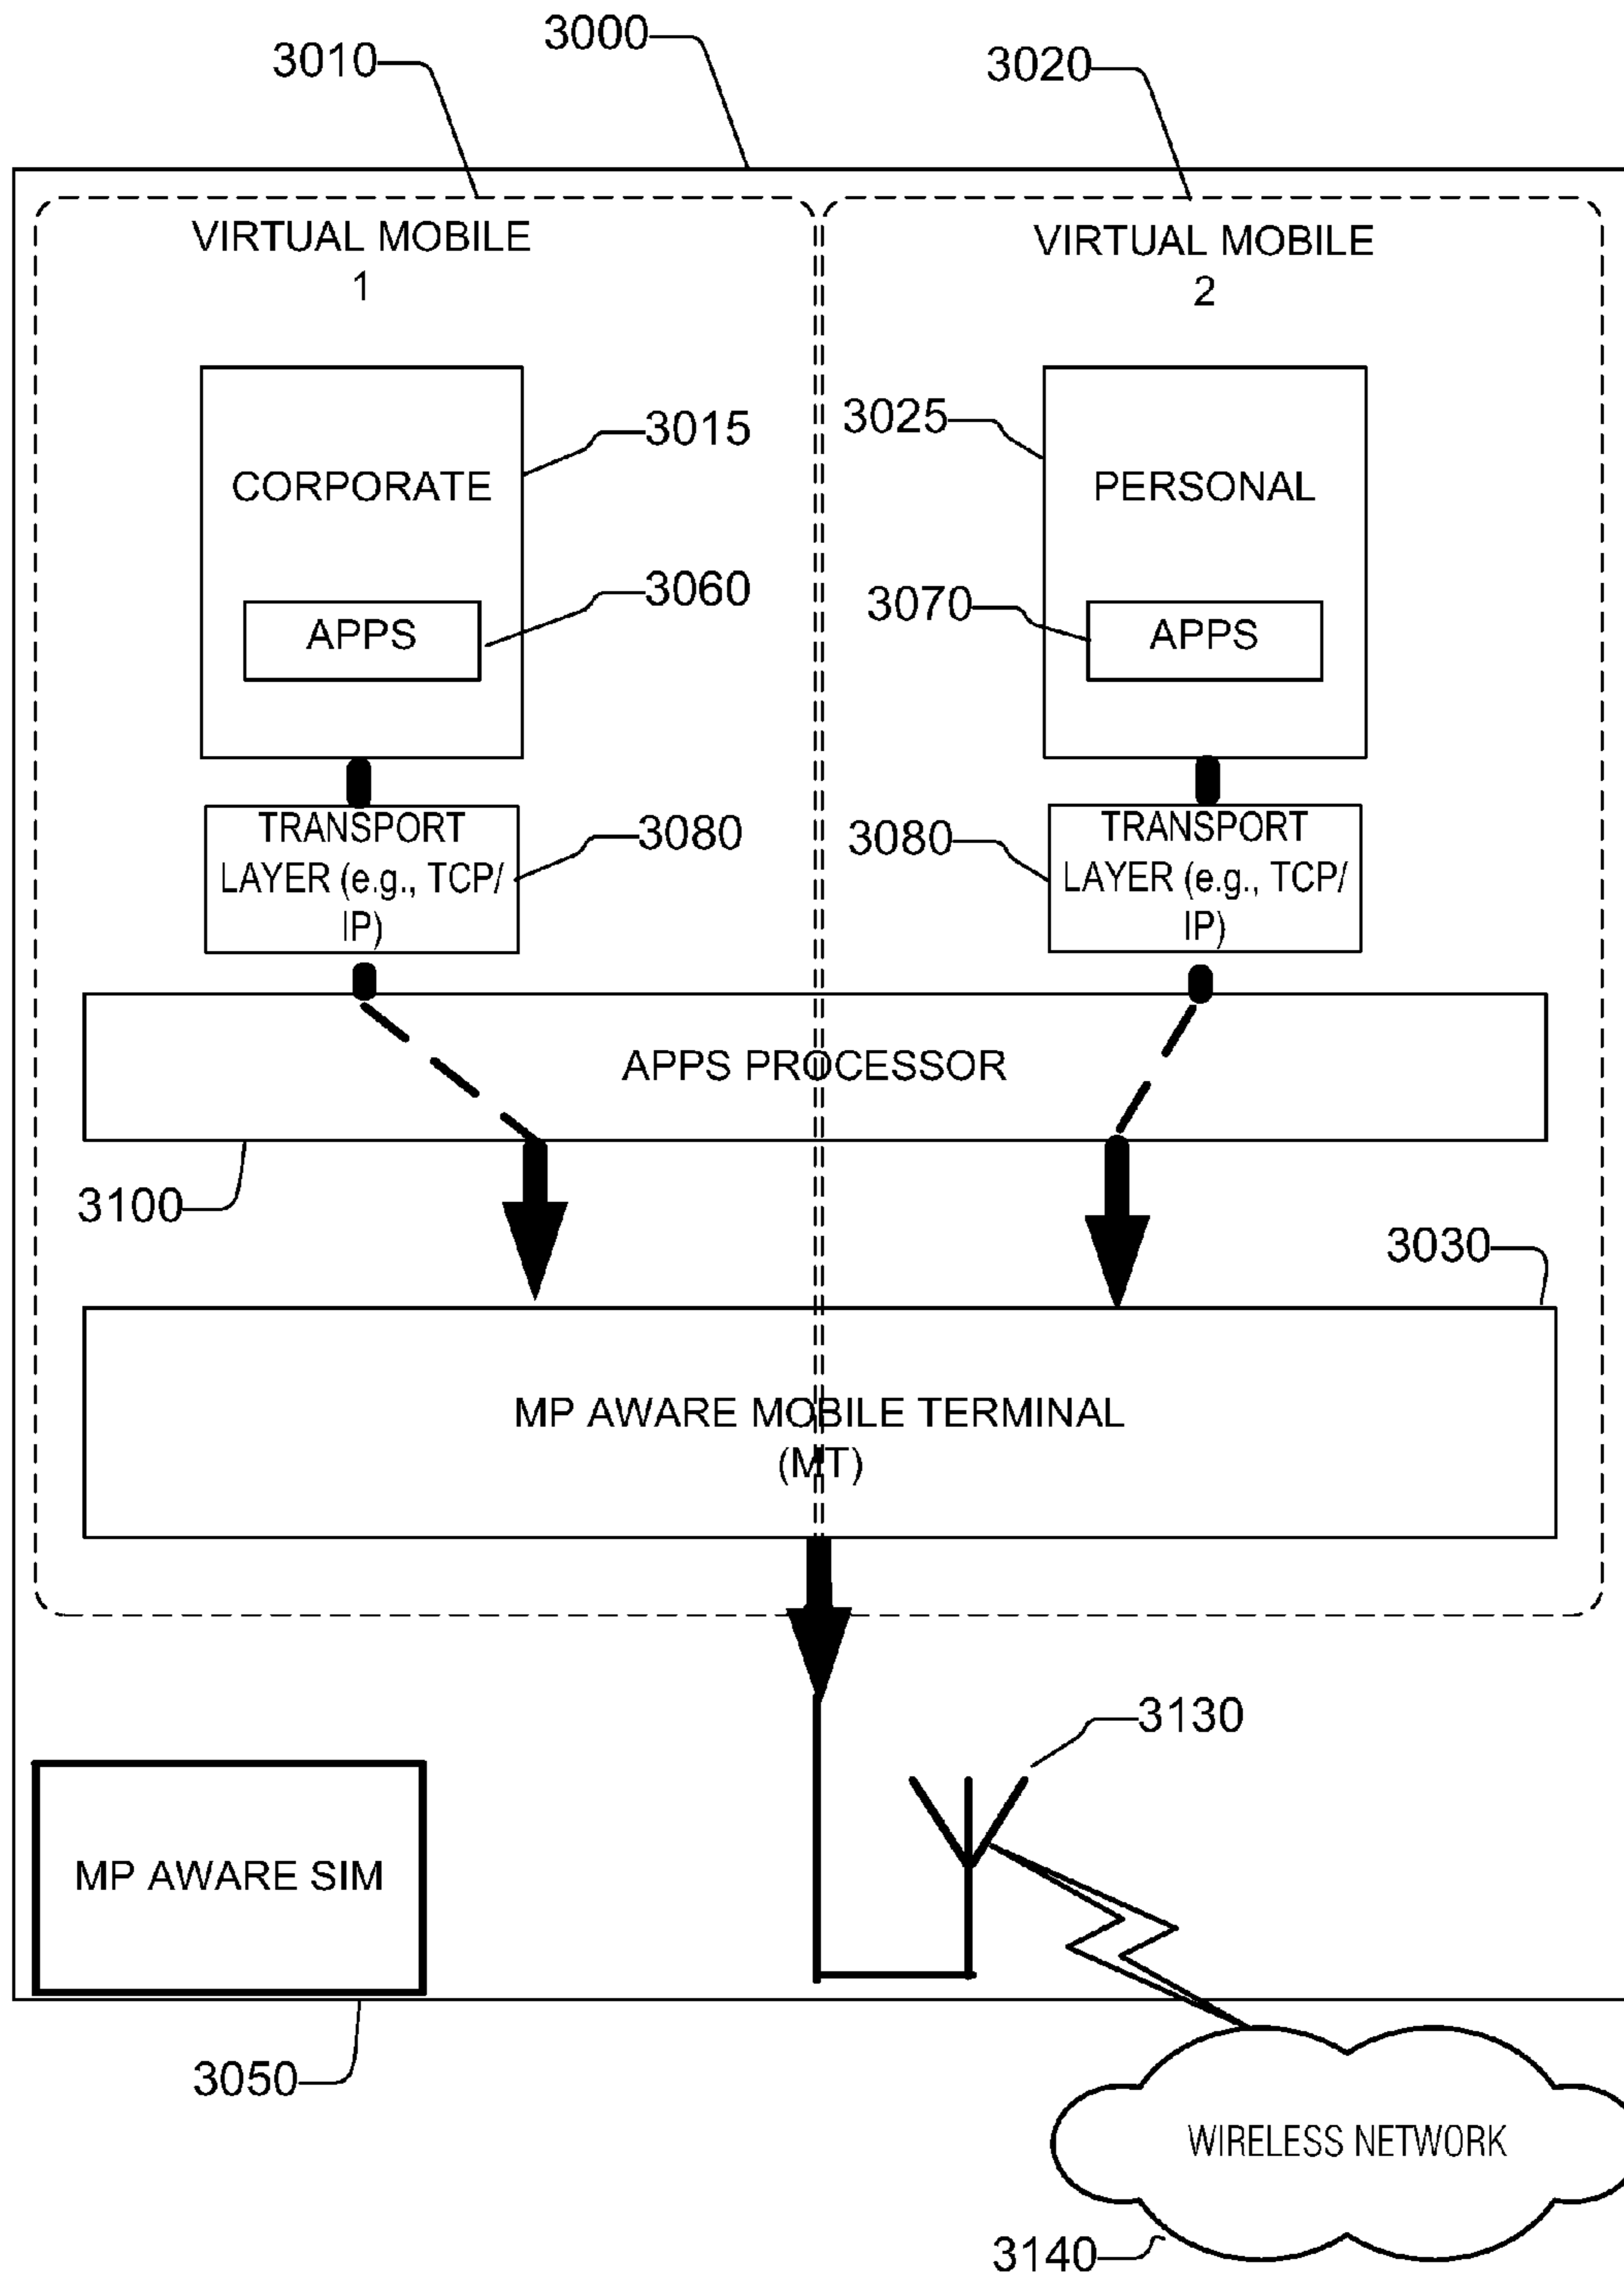 3000
3010
3020
VIRTUAL MOBILE
1
VIRTUAL MOBILE
2
3015
3025
CORPORATE
PERSONAL
3060
3070
APPS
APPS
TRANSPORT
LAYER (e.g., TCP/
IP)
3080
3080
TRANSPORT
LAYER (e.g., TCP/
IP)
APPS PROCESSOR
3100
3030
MP AWARE MOBILE TERMINAL
(MT)
3130
MP AWARE SIM
3050
WIRELESS NETWORK
3140